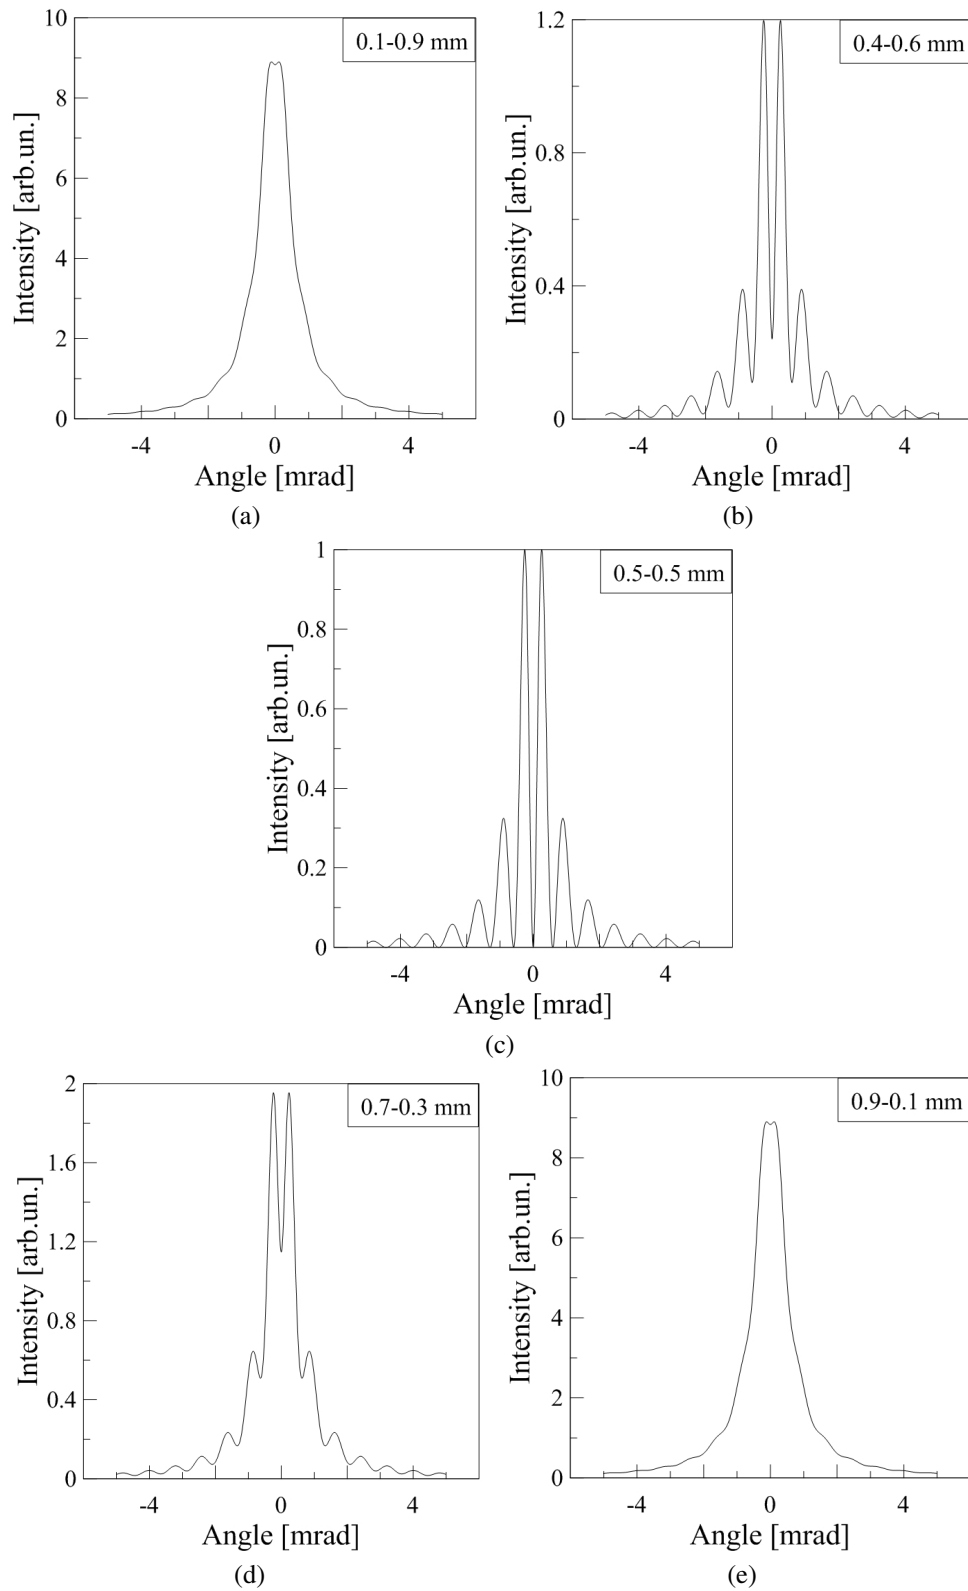 10
0.1-0.9 mm
8
6
4
2
0
Intensity [arb.un.]
-4 0 4
Angle [mrad]
(a)
1.2
0.4-0.6 mm
0.8
0.4
0
Intensity [arb.un.]
-4 0 4
Angle [mrad]
(b)
1
0.5-0.5 mm
0.8
0.6
0.4
0.2
0
Intensity [arb.un.]
-4 0 4
Angle [mrad]
(c)
2
0.7-0.3 mm
1.6
1.2
0.8
0.4
0
Intensity [arb.un.]
-4 0 4
Angle [mrad]
(d)
10
0.9-0.1 mm
8
6
4
2
0
Intensity [arb.un.]
-4 0 4
Angle [mrad]
(e)